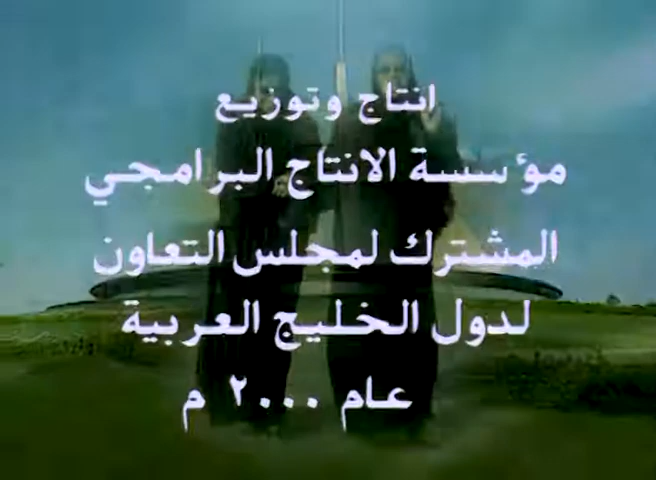 انتاج وتوزيع
مؤسسة الانتاج البرامجي
المشترك لمجلس التعاون
لدول الخليج العربية
عام ٢٠٠٠ م